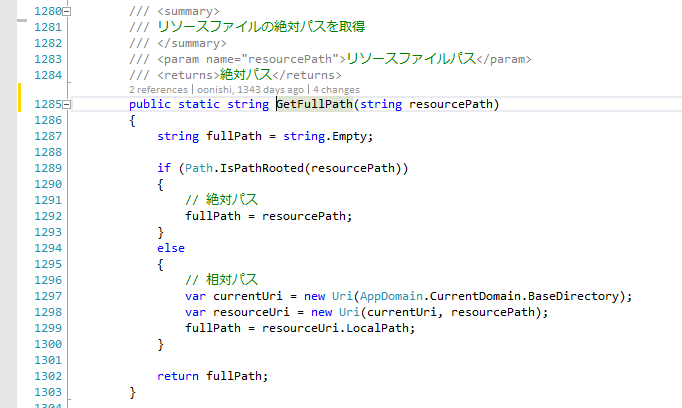 1280 /// <summary>
1281 /// リソースファイルの絶対パスを取得
1282 /// </summary>
1283 /// <param name="resourcePath">リソースファイルパス</param>
1284 /// <returns>絶対パス</returns>
2 references | oonishi, 1343 days ago | 4 changes
1285 public static string GetFullPath(string resourcePath)
1286 {
1287 string fullPath = string.Empty;
1288
1289 if (Path.IsPathRooted(resourcePath))
1290 {
1291 // 絶対パス
1292 fullPath = resourcePath;
1293 }
1294 else
1295 {
1296 // 相対パス
1297 var currentUri = new Uri(AppDomain.CurrentDomain.BaseDirectory);
1298 var resourceUri = new Uri(currentUri, resourcePath);
1299 fullPath = resourceUri.LocalPath;
1300 }
1301
1302 return fullPath;
1303 }
1304